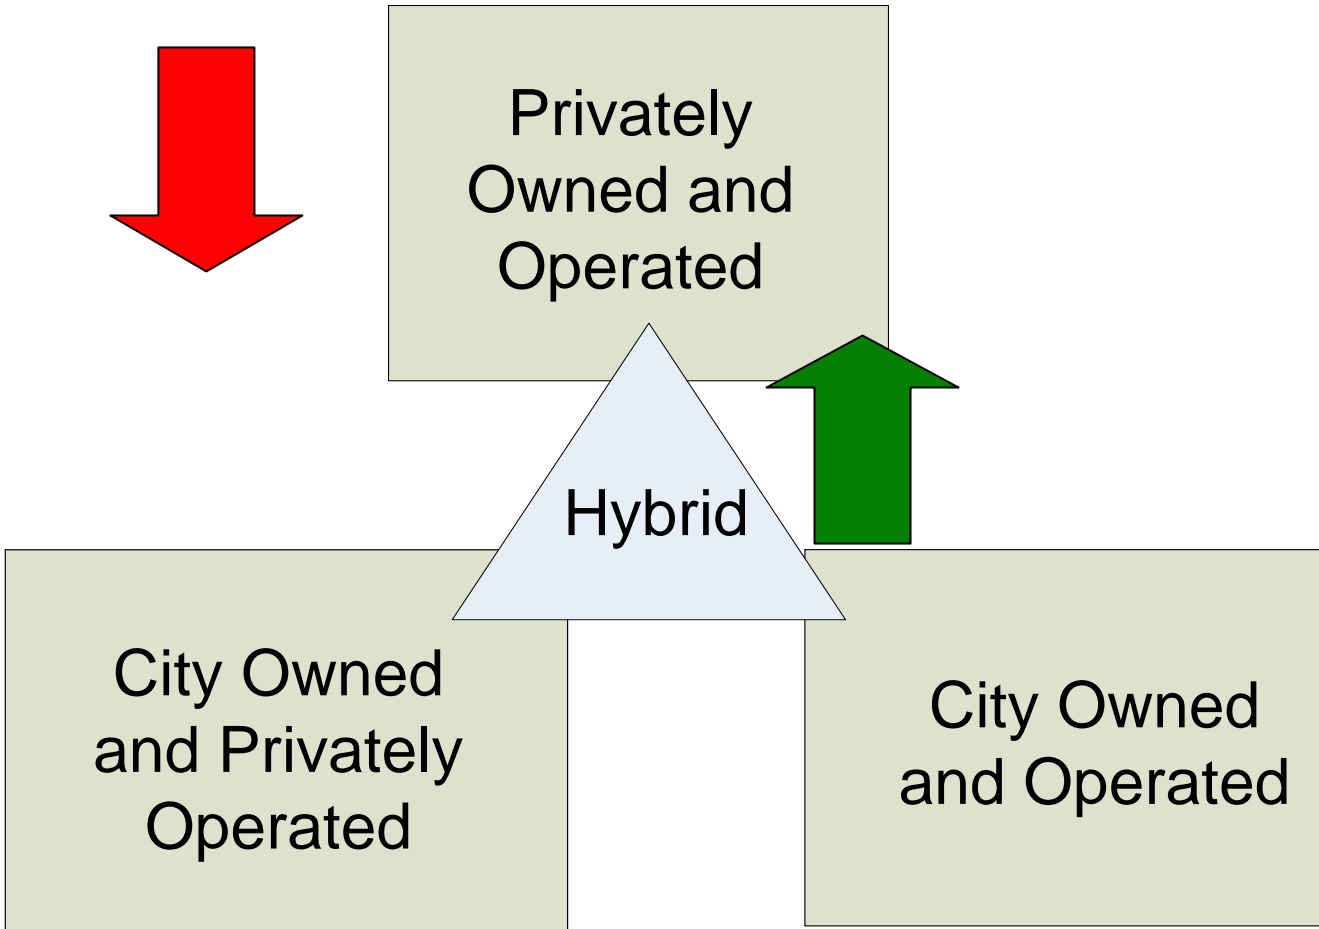 Privately
Owned and
Operated
Hybrid
City Owned
and Privately
Operated
City Owned
and Operated